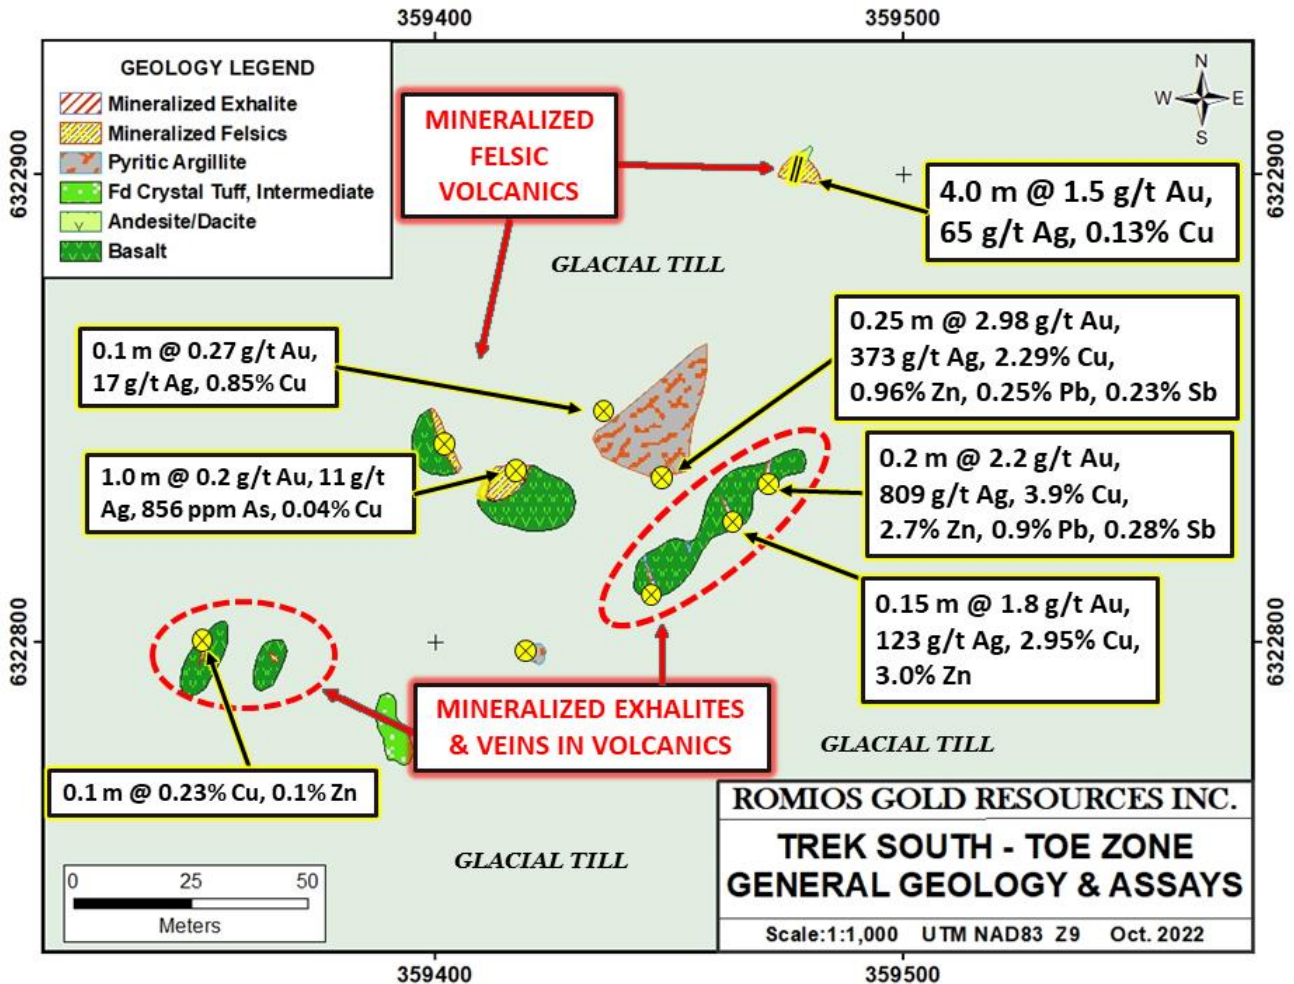 359400
359500
GEOLOGY LEGEND
Mineralized Exhalite
Mineralized Felsics
Pyritic Argillite
Fd Crystal Tuff, Intermediate
Andesite/Dacite
Basalt
MINERALIZED
FELSIC
VOLCANICS
N
W
E
S
6322900
6322900
4.0 m @ 1.5 g/t Au,
65 g/t Ag, 0.13% Cu
GLACIAL TILL
0.25 m @ 2.98 g/t Au,
373 g/t Ag, 2.29% Cu,
0.96% Zn, 0.25% Pb, 0.23% Sb
0.1 m @ 0.27 g/t Au,
17 g/t Ag, 0.85% Cu
0.2 m @ 2.2 g/t Au,
809 g/t Ag, 3.9% Cu,
2.7% Zn, 0.9% Pb, 0.28% Sb
1.0 m @ 0.2 g/t Au, 11 g/t
Ag, 856 ppm As, 0.04% Cu
0.15 m @ 1.8 g/t Au,
123 g/t Ag, 2.95% Cu,
3.0% Zn
6322800
6322800
MINERALIZED EXHALITES
& VEINS IN VOLCANICS
GLACIAL TILL
0.1 m @ 0.23% Cu, 0.1% Zn
GLACIAL TILL
0
25
50
Meters
ROMIOS GOLD RESOURCES INC.
TREK SOUTH - TOE ZONE
GENERAL GEOLOGY & ASSAYS
Scale:1:1,000 UTM NAD83 Z9 Oct. 2022
359400
359500